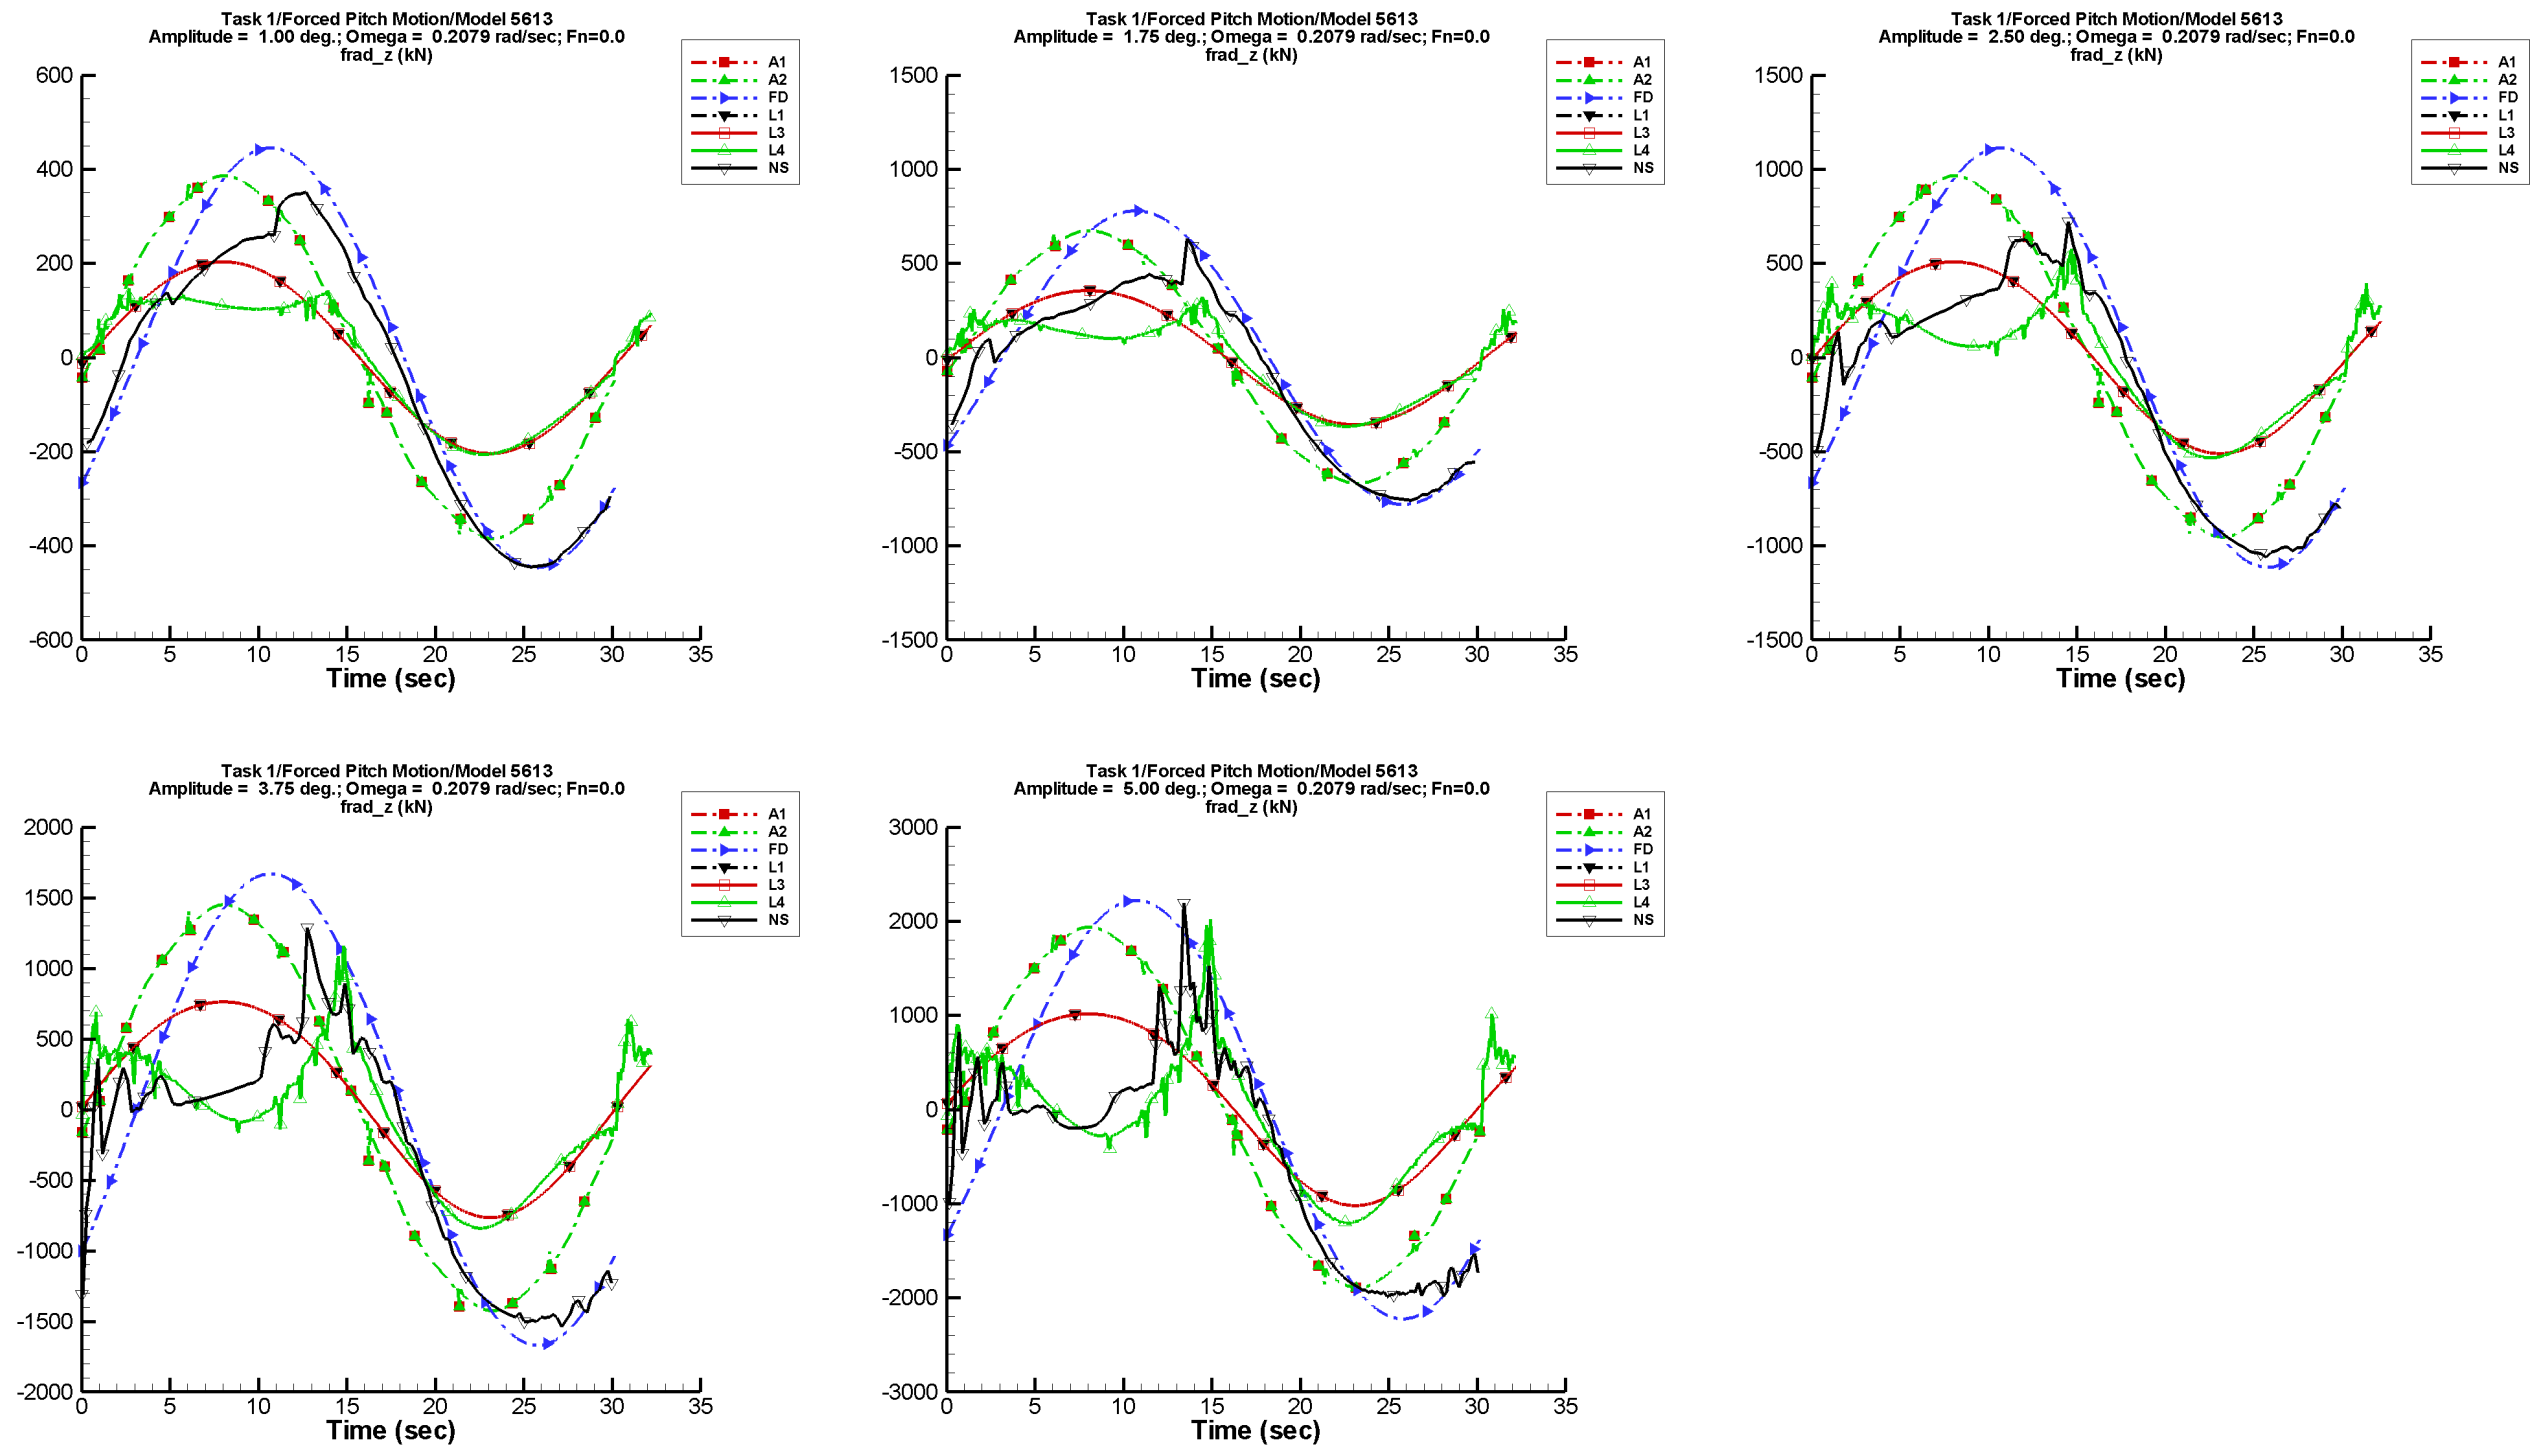 Task 1/Forced Pitch Motion/Model 5613
Amplitude = 1.00 deg.; Omega = 0.2079 rad/sec; Fn=0.0
frad_z (kN)
A1
A2
FD
L1
L3
L4
NS
600
400
200
0
-200
-400
-600
0 5 10 15 20 25 30 35
Time (sec)
Task 1/Forced Pitch Motion/Model 5613
Amplitude = 1.75 deg.; Omega = 0.2079 rad/sec; Fn=0.0
frad_z (kN)
A1
A2
FD
L1
L3
L4
NS
1500
1000
500
0
-500
-1000
-1500
0 5 10 15 20 25 30 35
Time (sec)
Task 1/Forced Pitch Motion/Model 5613
Amplitude = 2.50 deg.; Omega = 0.2079 rad/sec; Fn=0.0
frad_z (kN)
A1
A2
FD
L1
L3
L4
NS
1500
1000
500
0
-500
-1000
-1500
0 5 10 15 20 25 30 35
Time (sec)
Task 1/Forced Pitch Motion/Model 5613
Amplitude = 3.75 deg.; Omega = 0.2079 rad/sec; Fn=0.0
frad_z (kN)
A1
A2
FD
L1
L3
L4
NS
2000
1500
1000
500
0
-500
-1000
-1500
-2000
0 5 10 15 20 25 30 35
Time (sec)
Task 1/Forced Pitch Motion/Model 5613
Amplitude = 5.00 deg.; Omega = 0.2079 rad/sec; Fn=0.0
frad_z (kN)
A1
A2
FD
L1
L3
L4
NS
3000
2000
1000
0
-1000
-2000
-3000
0 5 10 15 20 25 30 35
Time (sec)